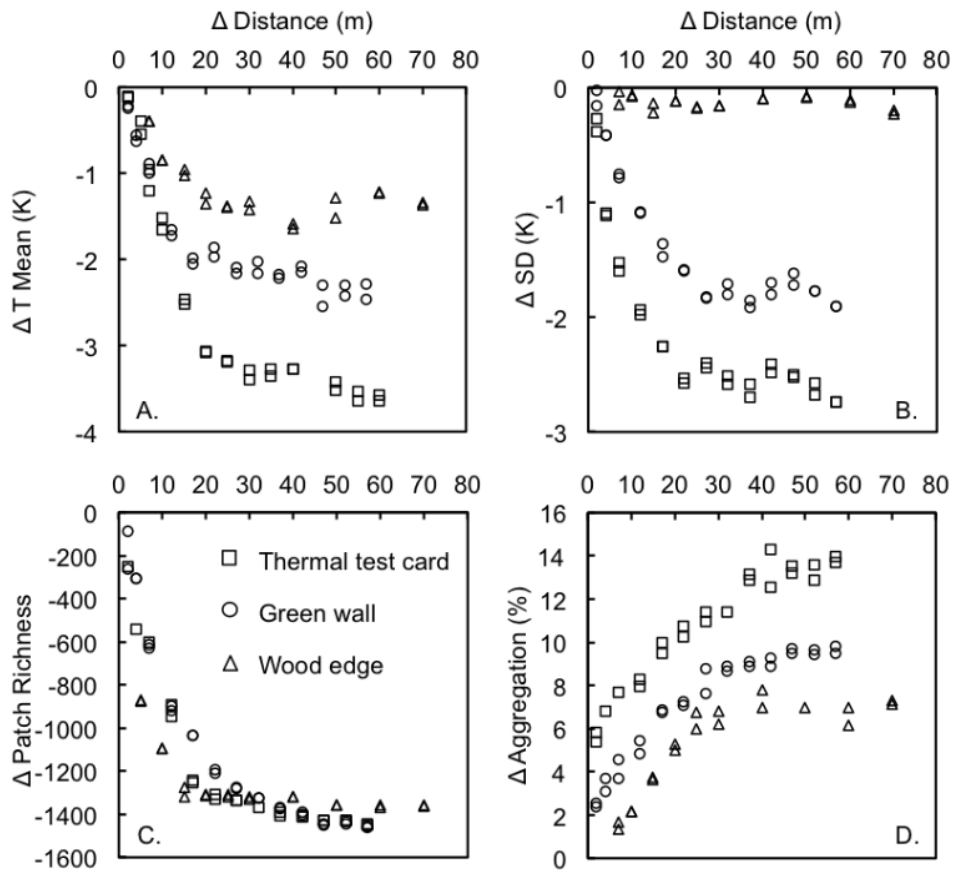 Δ Distance (m)
0 10 20 30 40 50 60 70 80
0
-1
-2
-3
-4
Δ T Mean (K)
A.
Δ Distance (m)
0 10 20 30 40 50 60 70 80
0
-1
-2
-3
Δ SD (K)
B.
0 10 20 30 40 50 60 70 80
0
-200
-400
-600
-800
-1000
-1200
-1400
-1600
Δ Patch Richness
Thermal test card
Green wall
Wood edge
C.
0 10 20 30 40 50 60 70 80
16
14
12
10
8
6
4
2
0
Δ Aggregation (%)
D.